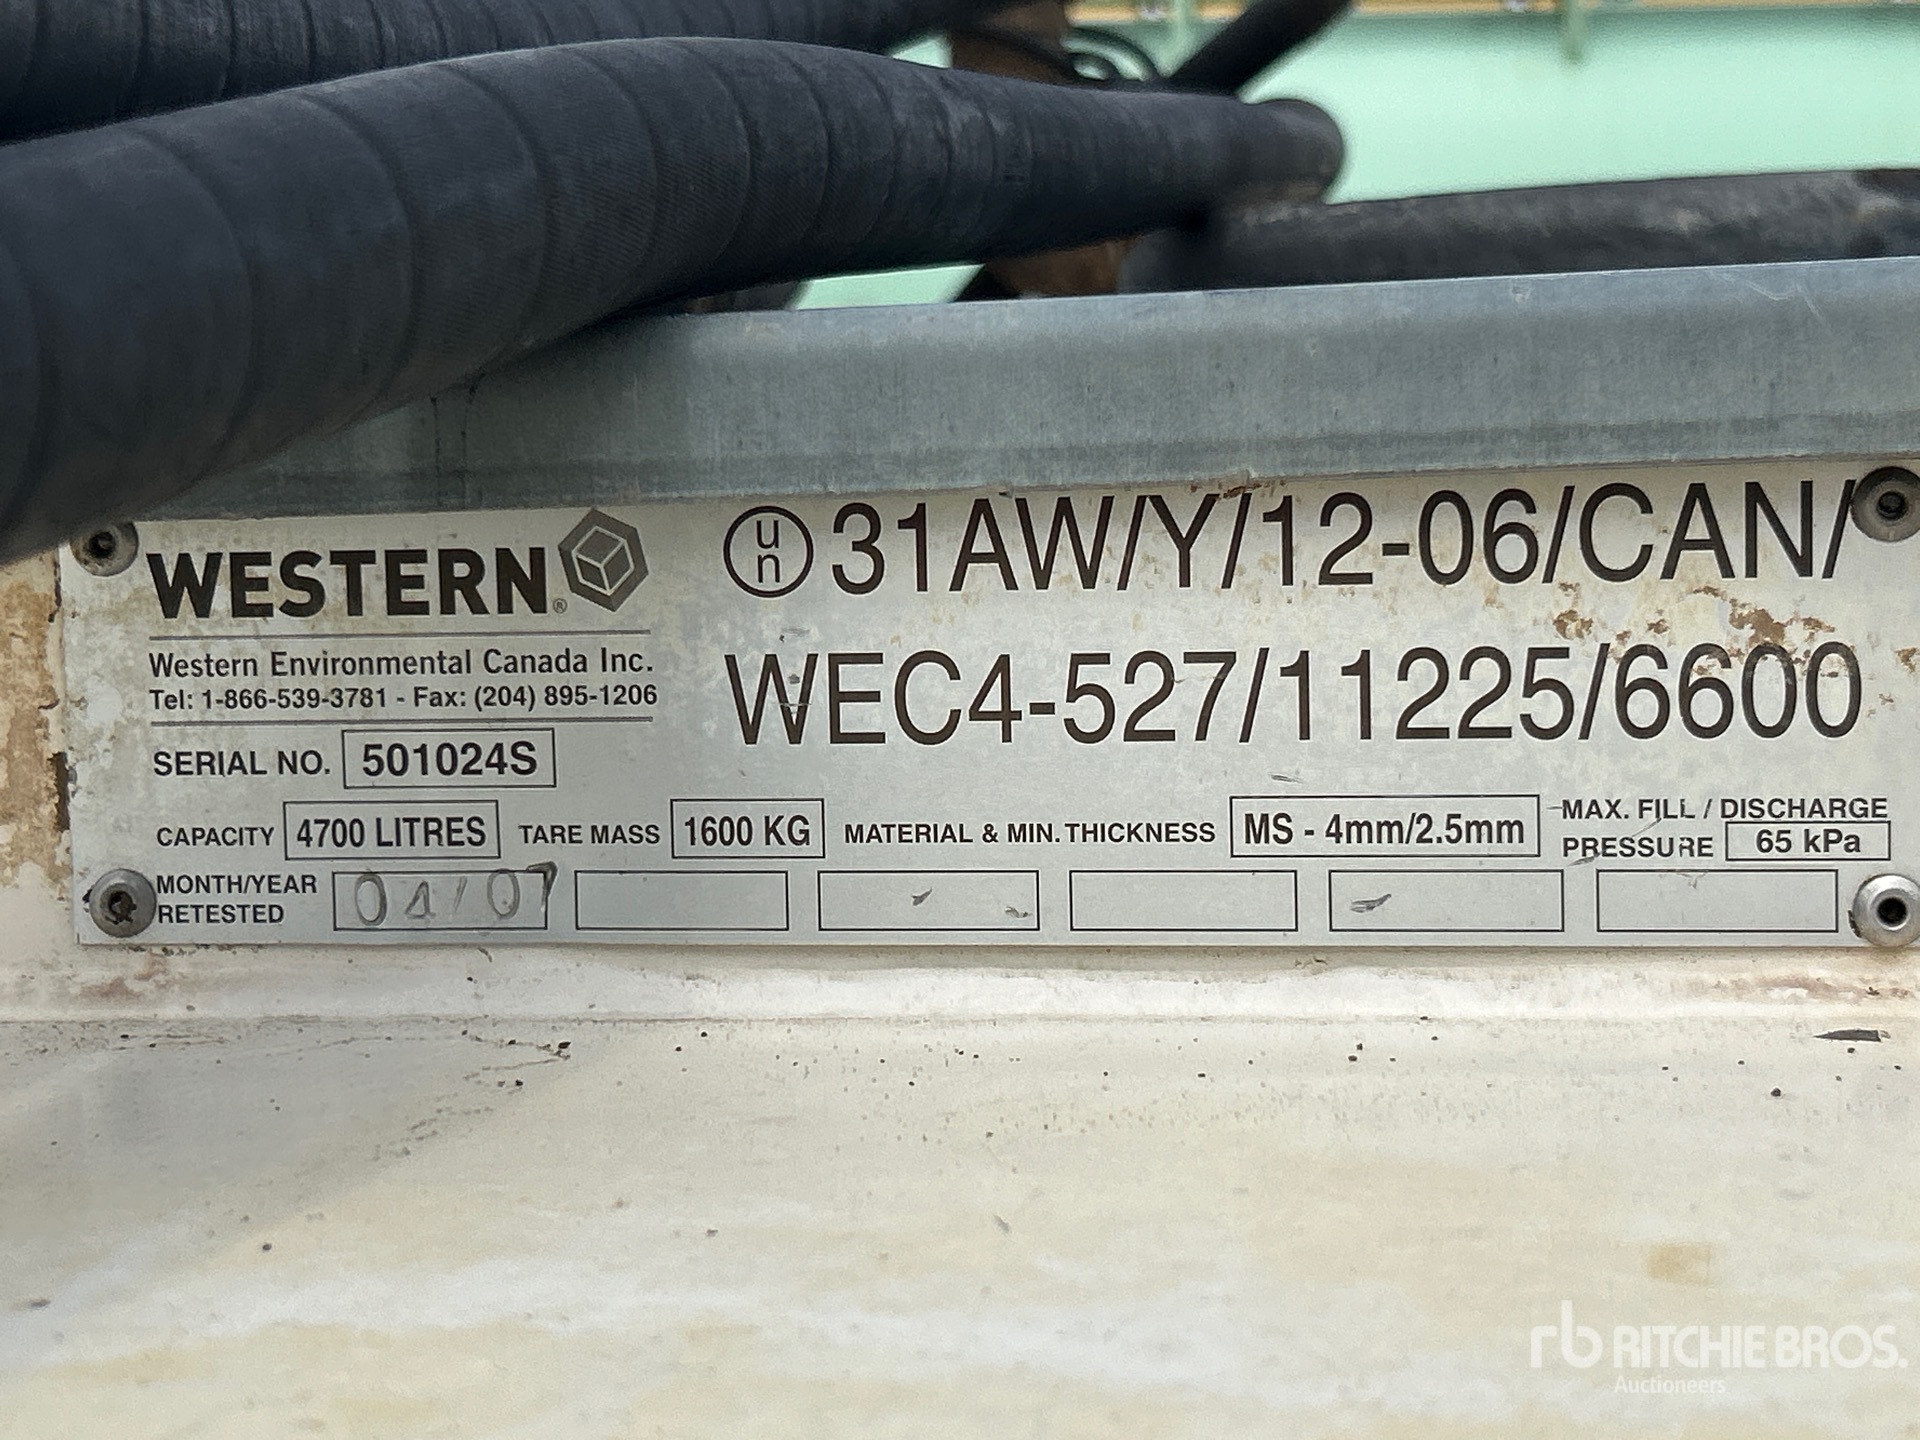 WESTERN®
Western Environmental Canada Inc.
Tel: 1-866-539-3781 - Fax: (204) 895-1206
un 31AW/Y/12-06/CAN/
WEC4-527/11225/6600
SERIAL NO. 501024S
CAPACITY 4700 LITRES TARE MASS 1600 KG MATERIAL & MIN. THICKNESS MS - 4mm/2.5mm
MAX. FILL / DISCHARGE
PRESSURE 65 kPa
MONTH/YEAR
RETESTED 04/07
rb RITCHIE BROS.
Auctioneers